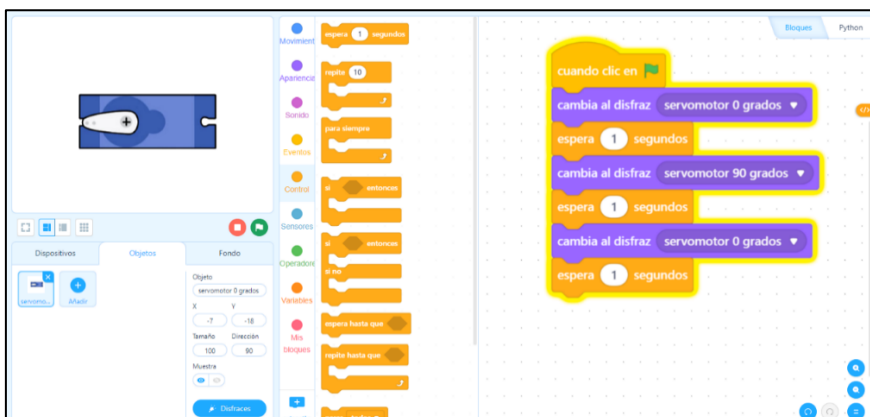 Dispositivos
Objetos
Fondo
servomo...
Añadir
Objeto
servomotor 0 grados
X
Y
-7
-18
Tamaño
Dirección
100
90
Muestra
Disfraces
Movimient
Apariencia
Sonido
Eventos
Control
Sensores
Operadore
Variables
Mis
bloques
espera 1 segundos
repite 10
para siempre
si entonces
si entonces
si no
espera hasta que
repite hasta que
Bloques
Python
cuando clic en
cambia al disfraz servomotor 0 grados
espera 1 segundos
cambia al disfraz servomotor 90 grados
espera 1 segundos
cambia al disfraz servomotor 0 grados
espera 1 segundos